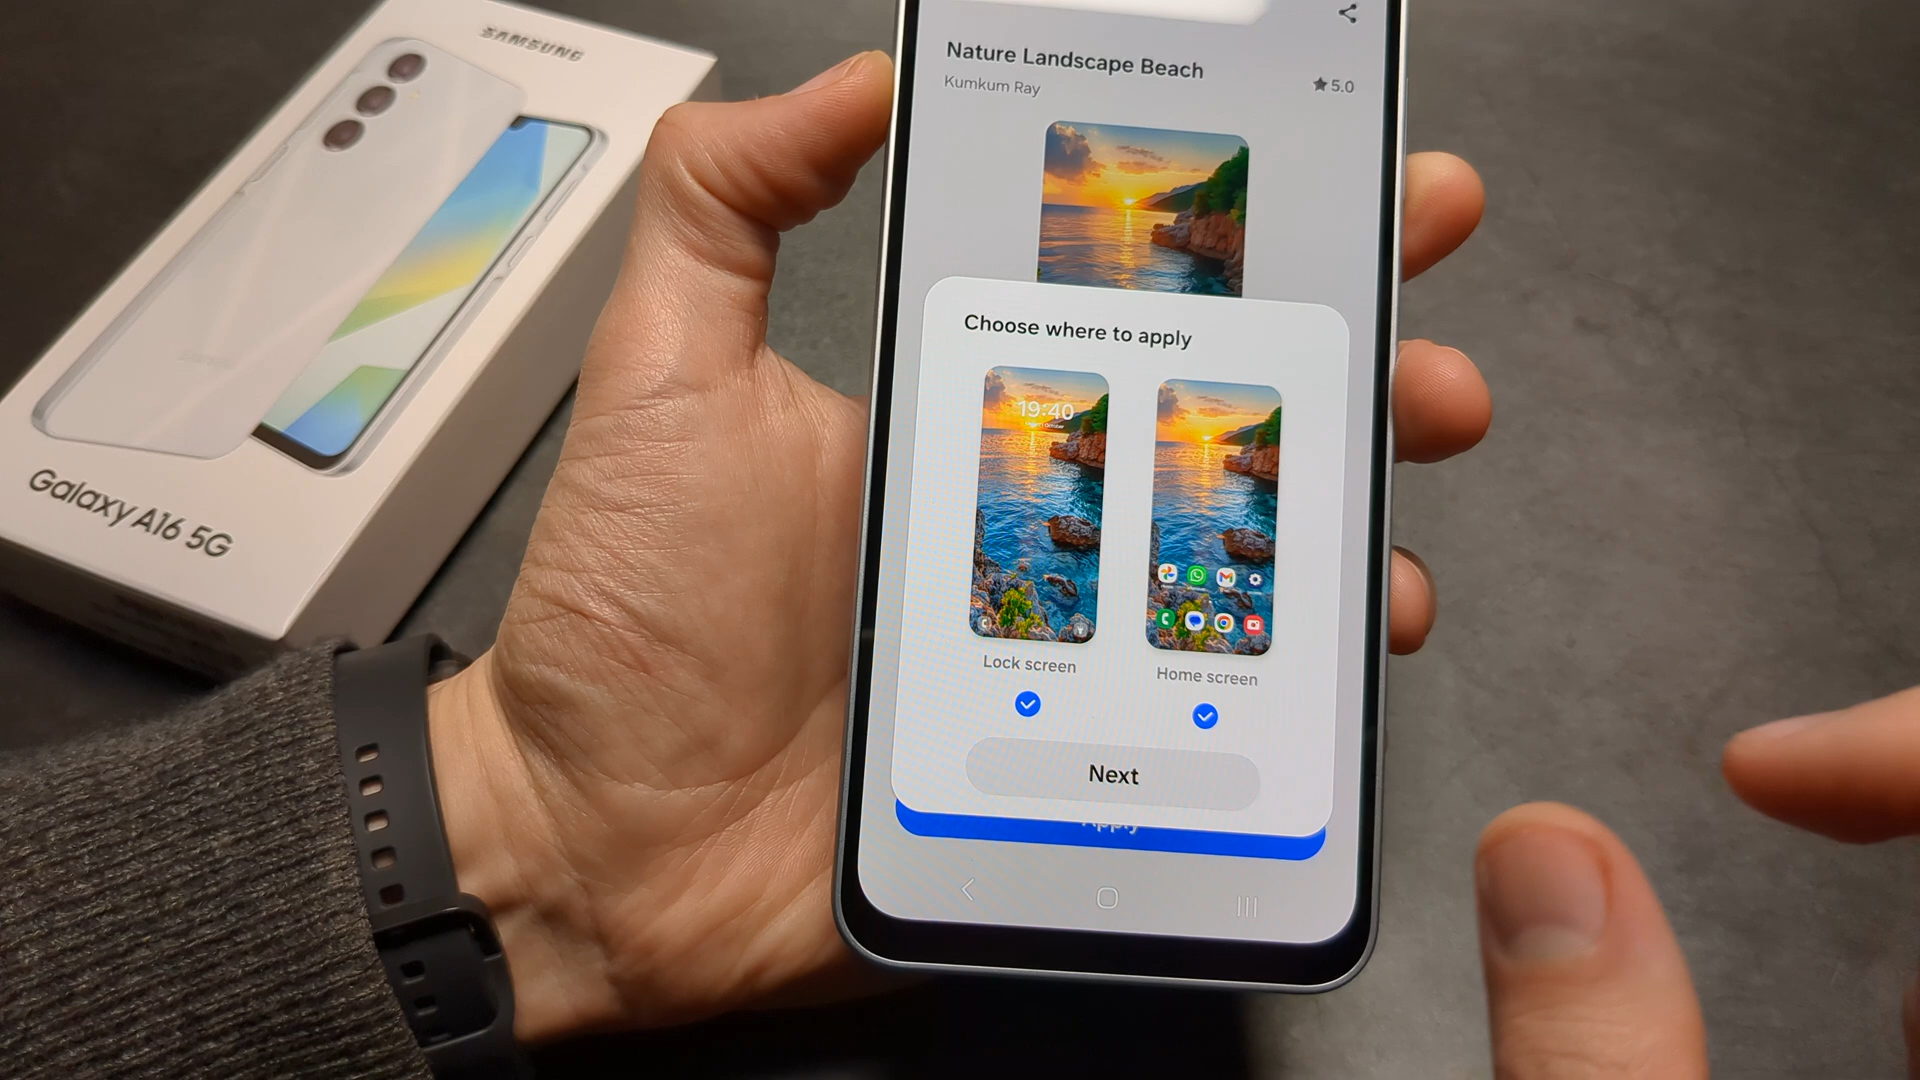 SAMSUNG
Galaxy A16 5G
Nature Landscape Beach
Kumkum Ray
★5.0
Choose where to apply
19:40
Lock screen
Home screen
Next
Apply